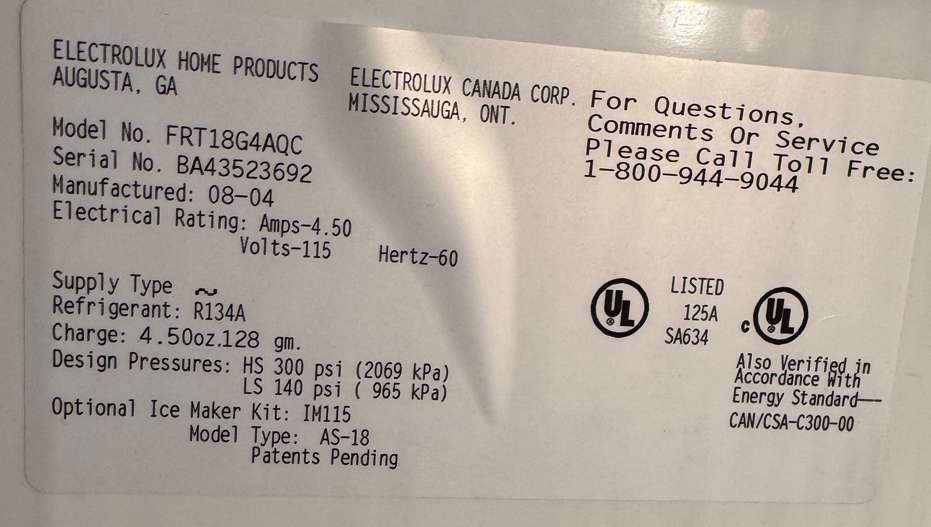 ELECTROLUX HOME PRODUCTS
AUGUSTA, GA
ELECTROLUX CANADA CORP.
MISSISSAUGA, ONT.
For Questions,
Comments Or Service
Please Call Toll Free:
1-800-944-9044
Model No. FRT18G4AQC
Serial No. BA43523692
Manufactured: 08-04
Electrical Rating: Amps-4.50
Volts-115 Hertz-60
Supply Type ~
Refrigerant: R134A
Charge: 4.50oz.128 gm.
Design Pressures: HS 300 psi (2069 kPa)
LS 140 psi ( 965 kPa)
Optional Ice Maker Kit: IM115
Model Type: AS-18
Patents Pending
UL ®
LISTED
125A
SA634
c UL ®
Also Verified in
Accordance With
Energy Standard—
CAN/CSA-C300-00